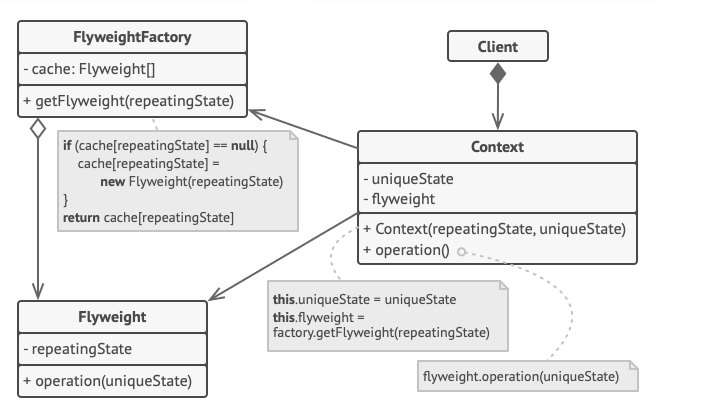 FlyweightFactory
- cache: Flyweight[]
+ getFlyweight(repeatingState)
if (cache[repeatingState] == null) {
cache[repeatingState] =
new Flyweight(repeatingState)
}
return cache[repeatingState]
Client
Context
- uniqueState
- flyweight
+ Context(repeatingState, uniqueState)
+ operation()
this.uniqueState = uniqueState
this.flyweight =
factory.getFlyweight(repeatingState)
flyweight.operation(uniqueState)
Flyweight
- repeatingState
+ operation(uniqueState)